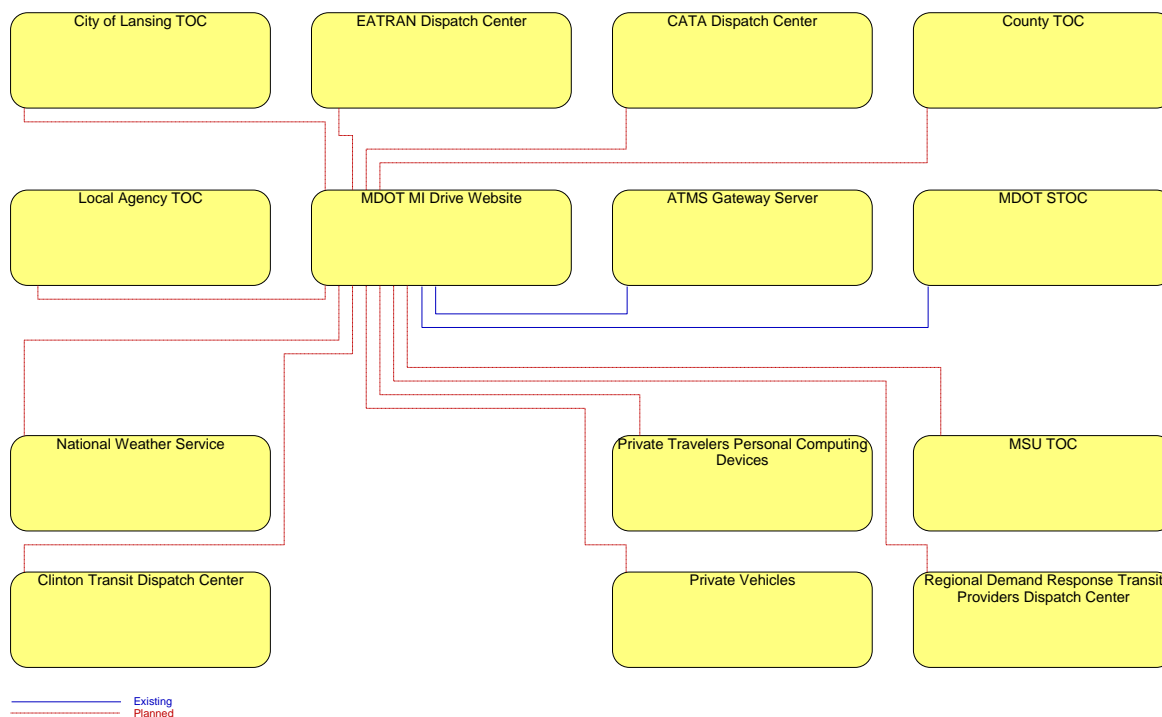 City of Lansing TOC
EATRAN Dispatch Center
CATA Dispatch Center
County TOC
Local Agency TOC
MDOT MI Drive Website
ATMS Gateway Server
MDOT STOC
National Weather Service
Private Travelers Personal Computing
Devices
MSU TOC
Clinton Transit Dispatch Center
Private Vehicles
Regional Demand Response Transit
Providers Dispatch Center
Existing
Planned